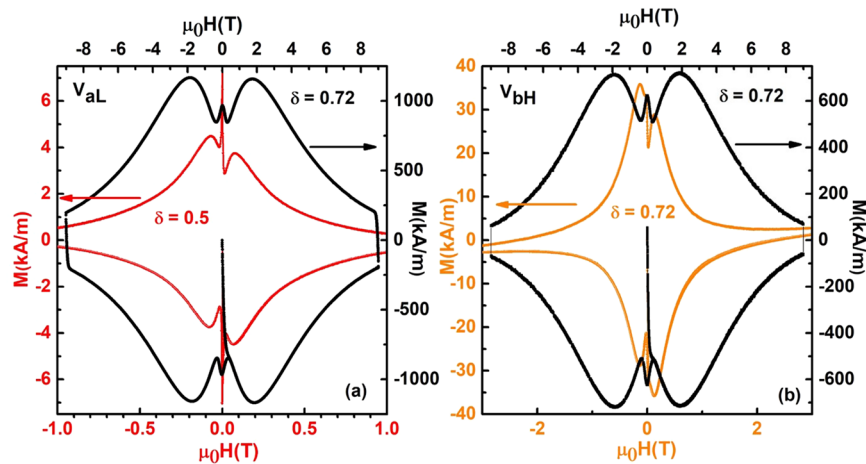 μ₀H(T)
-8 -6 -4 -2 0 2 4 6 8
V_aL
δ = 0.72
δ = 0.5
M(kA/m)
6
4
2
0
-2
-4
-6
1000
500
0
-500
-1000
M(kA/m)
(a)
-1.0 -0.5 0.0 0.5 1.0
μ₀H(T)
μ₀H(T)
-8 -6 -4 -2 0 2 4 6 8
V_bH
δ = 0.72
δ = 0.72
M(kA/m)
40
30
20
10
0
-10
-20
-30
-40
600
400
200
0
-200
-400
-600
M(kA/m)
(b)
-2 0 2
μ₀H(T)